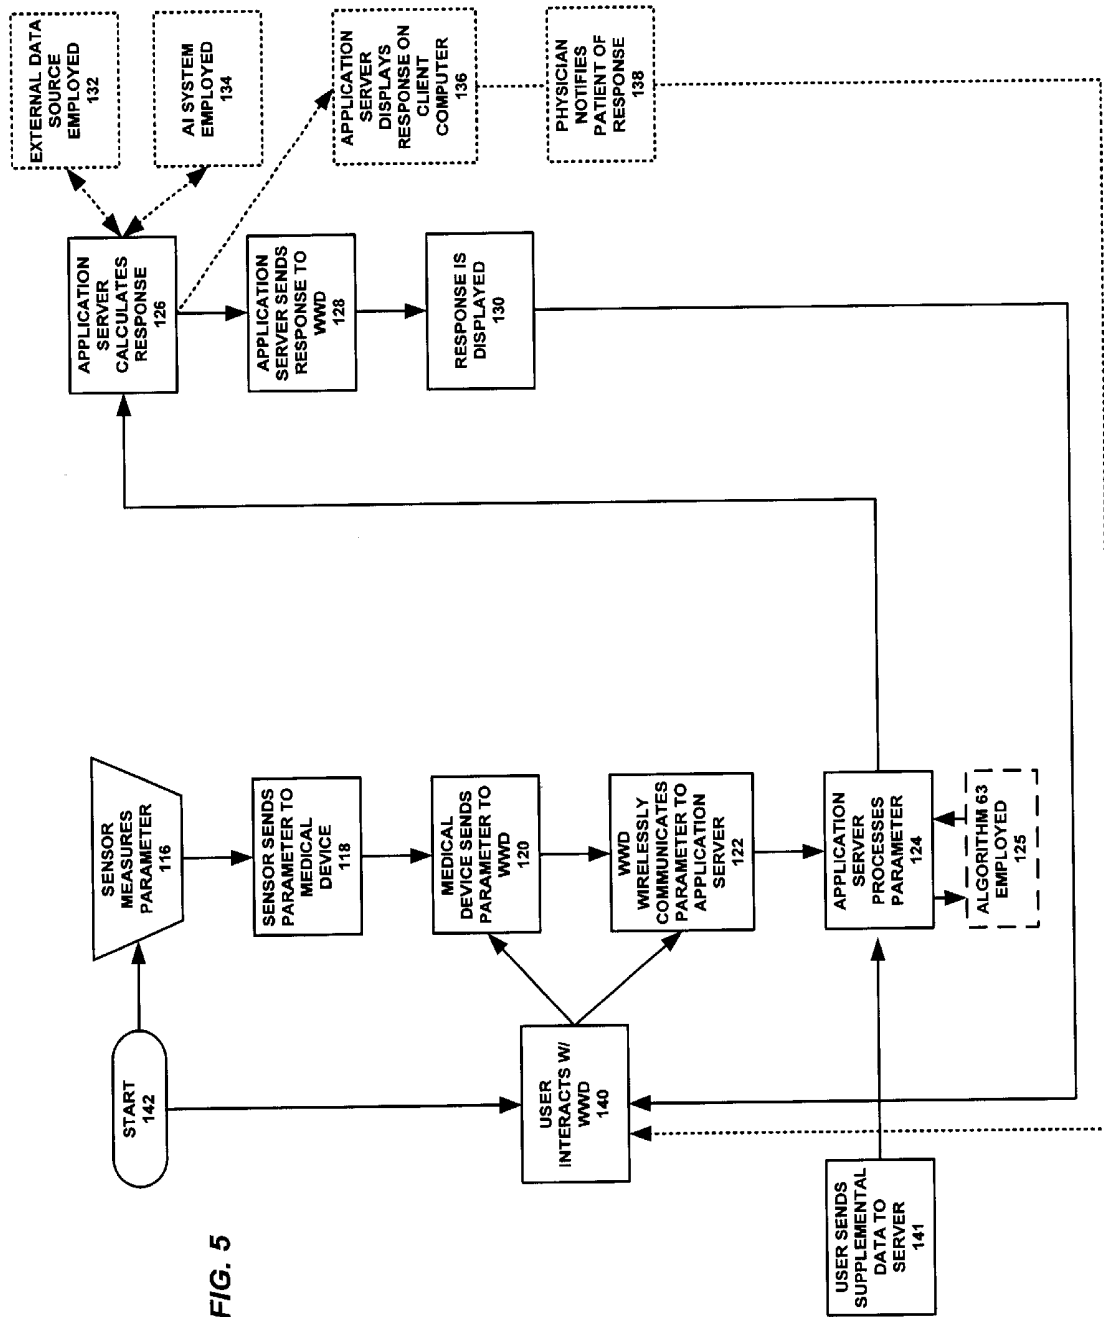 FIG. 5
START
142
SENSOR
MEASURES
PARAMETER
116
SENSOR SENDS
PARAMETER TO
MEDICAL
DEVICE
118
MEDICAL
DEVICE SENDS
PARAMETER TO
WWD
120
WWD
WIRELESSLY
COMMUNICATES
PARAMETER TO
APPLICATION
SERVER
122
APPLICATION
SERVER
PROCESSES
PARAMETER
124
ALGORITHM 63
EMPLOYED
125
USER
INTERACTS W/
WWD
140
USER SENDS
SUPPLEMENTAL
DATA TO
SERVER
141
APPLICATION
SERVER
CALCULATES
RESPONSE
126
APPLICATION
SERVER SENDS
RESPONSE TO
WWD
128
RESPONSE IS
DISPLAYED
130
EXTERNAL DATA
SOURCE
EMPLOYED
132
AI SYSTEM
EMPLOYED
134
APPLICATION
SERVER
DISPLAYS
RESPONSE ON
CLIENT
COMPUTER
136
PHYSICIAN
NOTIFIES
PATIENT OF
RESPONSE
138